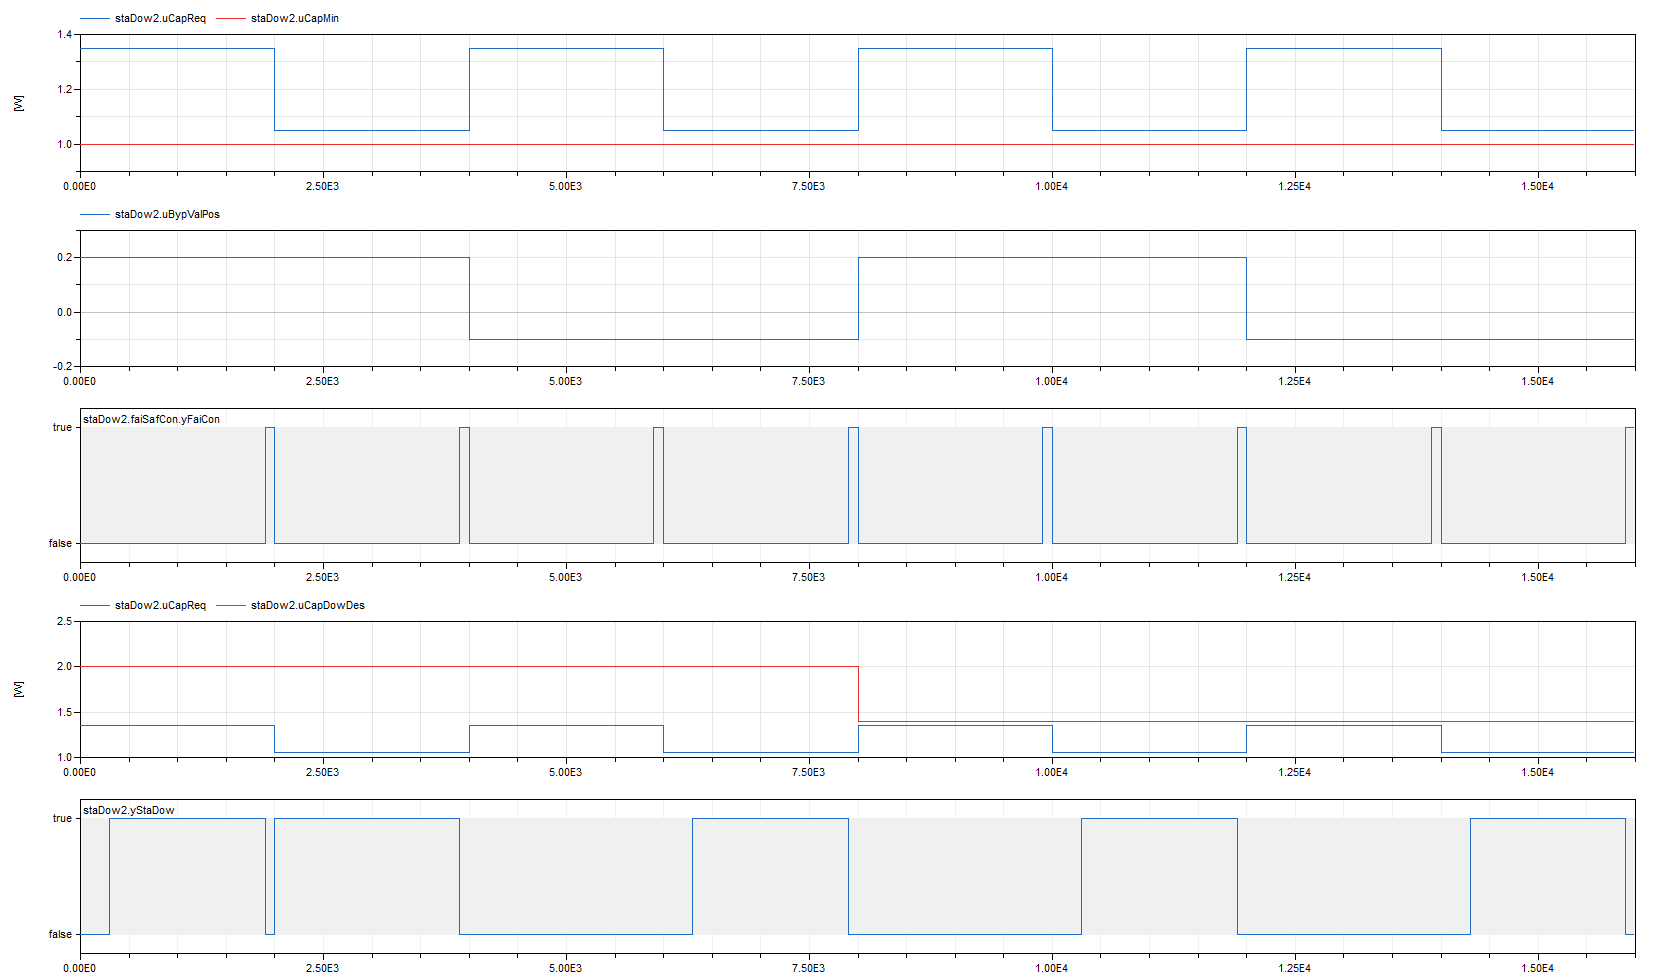 staDow2.uCapReq staDow2.uCapMin
1.4
1.2
1.0
[W]
0.00E0 2.50E3 5.00E3 7.50E3 1.00E4 1.25E4 1.50E4
staDow2.uBypValPos
0.2
0.0
-0.2
0.00E0 2.50E3 5.00E3 7.50E3 1.00E4 1.25E4 1.50E4
staDow2.faiSafCon.yFaiCon
true
false
0.00E0 2.50E3 5.00E3 7.50E3 1.00E4 1.25E4 1.50E4
staDow2.uCapReq staDow2.uCapDowDes
2.5
2.0
1.5
1.0
[W]
0.00E0 2.50E3 5.00E3 7.50E3 1.00E4 1.25E4 1.50E4
staDow2.yStaDow
true
false
0.00E0 2.50E3 5.00E3 7.50E3 1.00E4 1.25E4 1.50E4